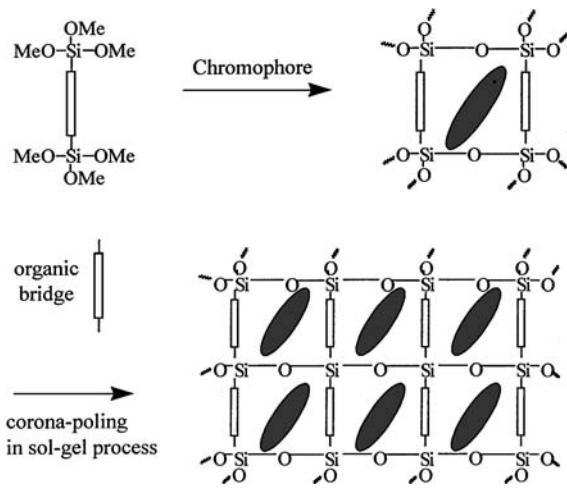 OMe
MeO–Si–OMe
MeO–Si–OMe
OMe
Chromophore
O O
O–Si–O–Si–O
O–Si–O–Si–O
O O
organic
bridge
corona-poling
in sol-gel process
O O O O
O–Si–O–Si–O–Si–O–Si–O
O–Si–O–Si–O–Si–O–Si–O
O–Si–O–Si–O–Si–O–Si–O
O O O O